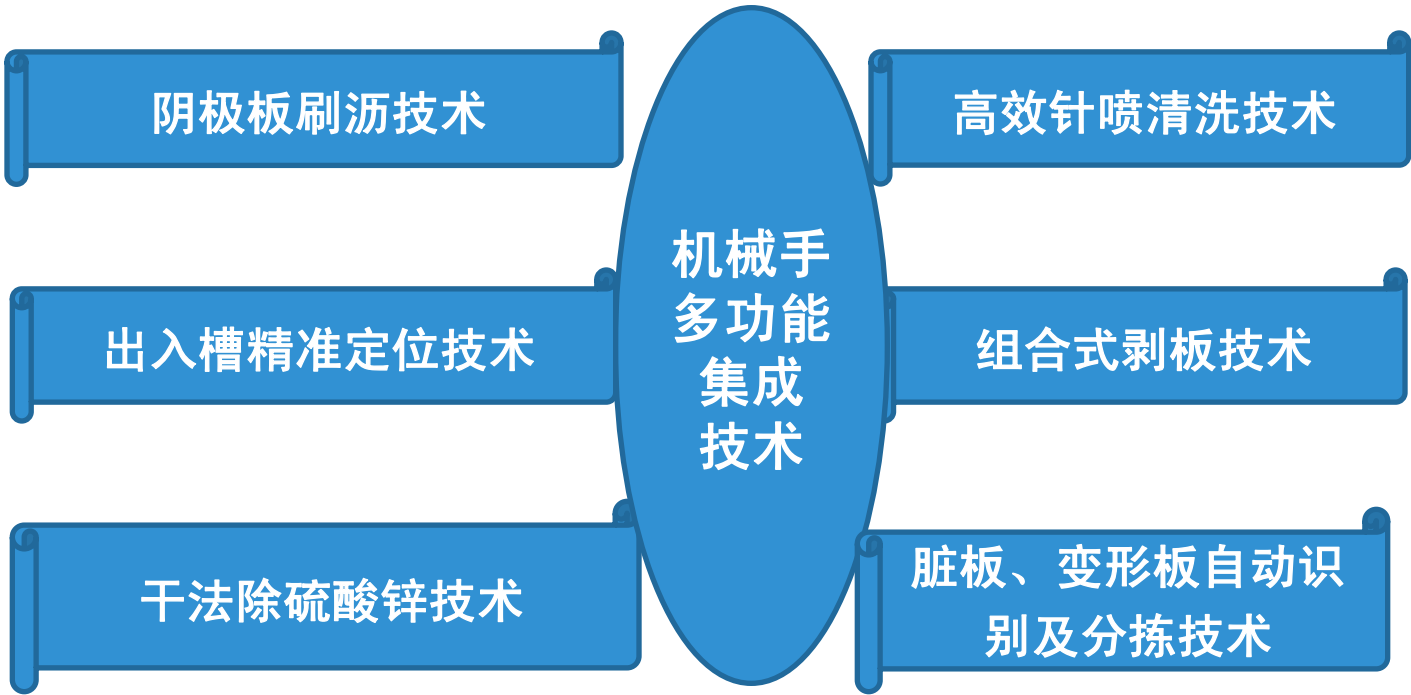 阴极板刷沥技术
出入槽精准定位技术
干法除硫酸锌技术
机械手
多功能
集成
技术
高效针喷清洗技术
组合式剥板技术
脏板、变形板自动识
别及分拣技术